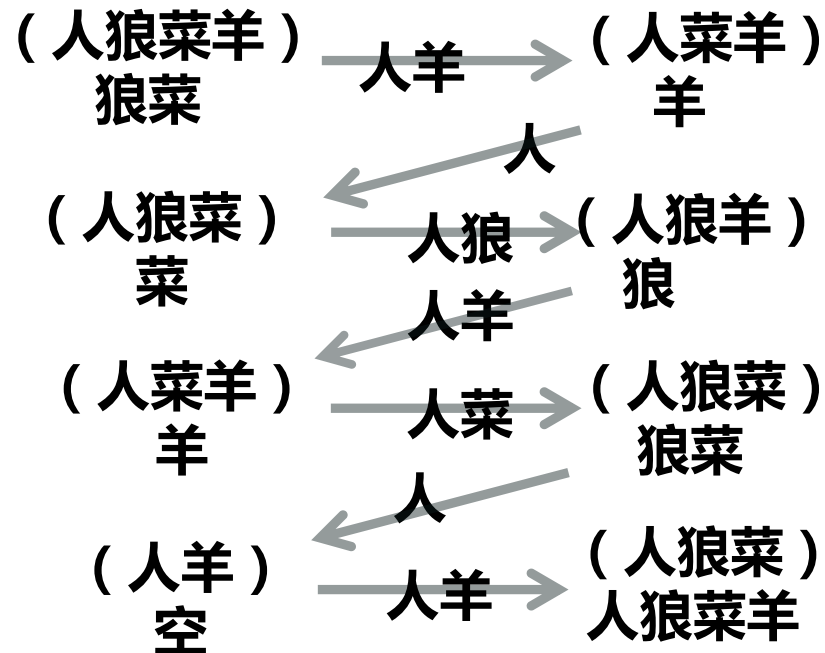 （人狼菜羊）
狼菜
人羊
（人菜羊）
羊
人
（人狼菜）
菜
人狼
（人狼羊）
狼
人羊
（人菜羊）
羊
人菜
（人狼菜）
狼菜
人
（人羊）
空
人羊
（人狼菜）
人狼菜羊